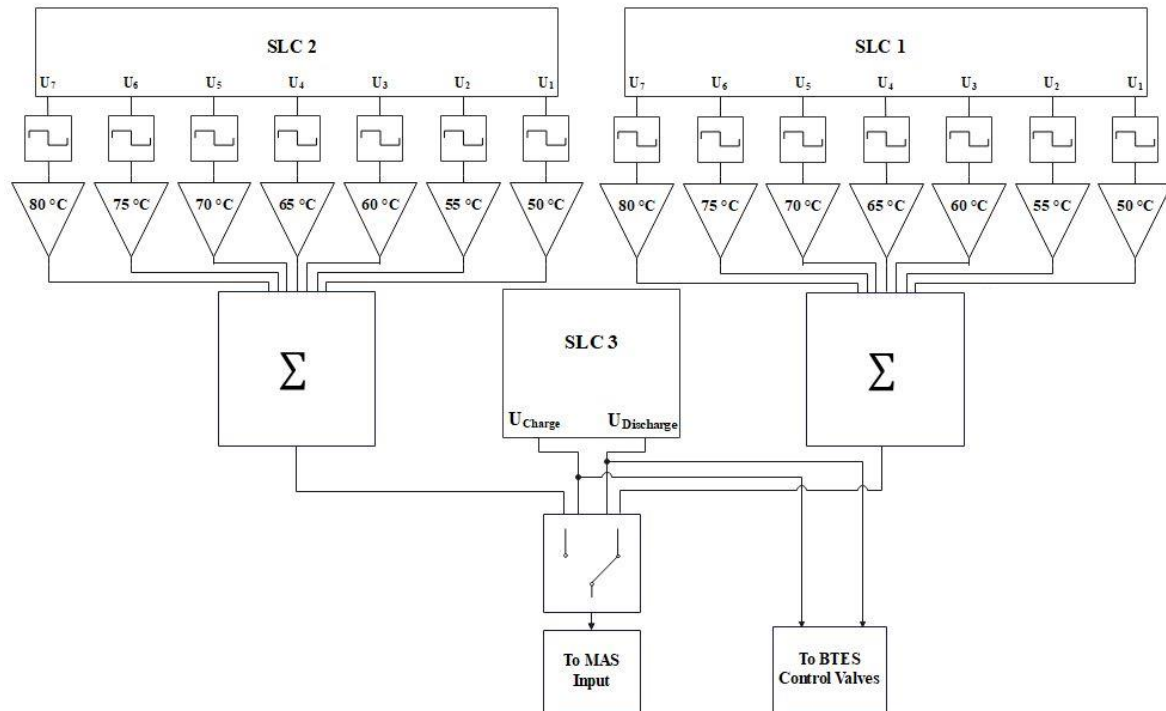 SLC 2
U₇ U₆ U₅ U₄ U₃ U₂ U₁
80 °C 75 °C 70 °C 65 °C 60 °C 55 °C 50 °C
Σ
SLC 1
U₇ U₆ U₅ U₄ U₃ U₂ U₁
80 °C 75 °C 70 °C 65 °C 60 °C 55 °C 50 °C
Σ
SLC 3
U Charge U Discharge
To MAS
Input
To BTES
Control Valves